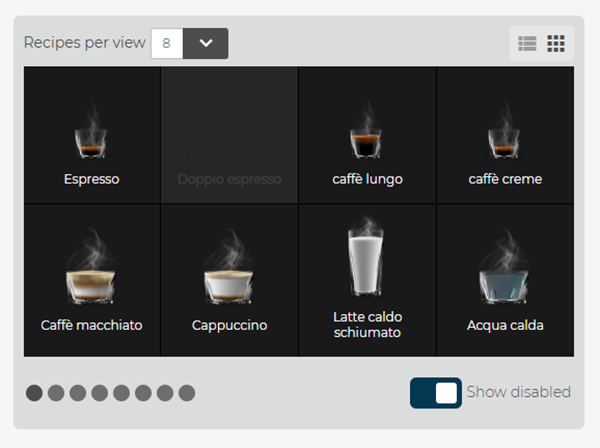 Recipes per view 8
Espresso
Doppio espresso
caffè lungo
caffè creme
Caffè macchiato
Cappuccino
Latte caldo
schiumato
Acqua calda
Show disabled